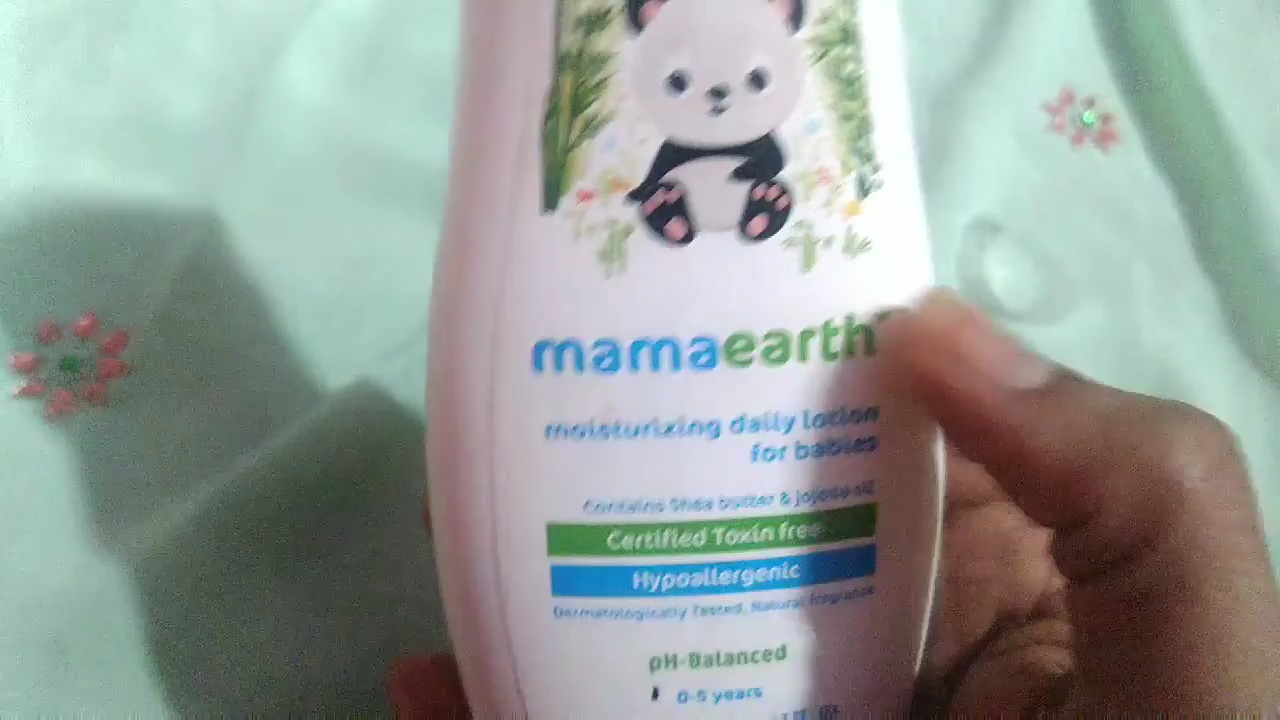 mamaearth
moisturizing daily lotion
for babies
Contains Shea butter & jojoba oil
Certified Toxin free
Hypoallergenic
Dermatologically Tested, Natural fragrance
pH-Balanced
0-5 years